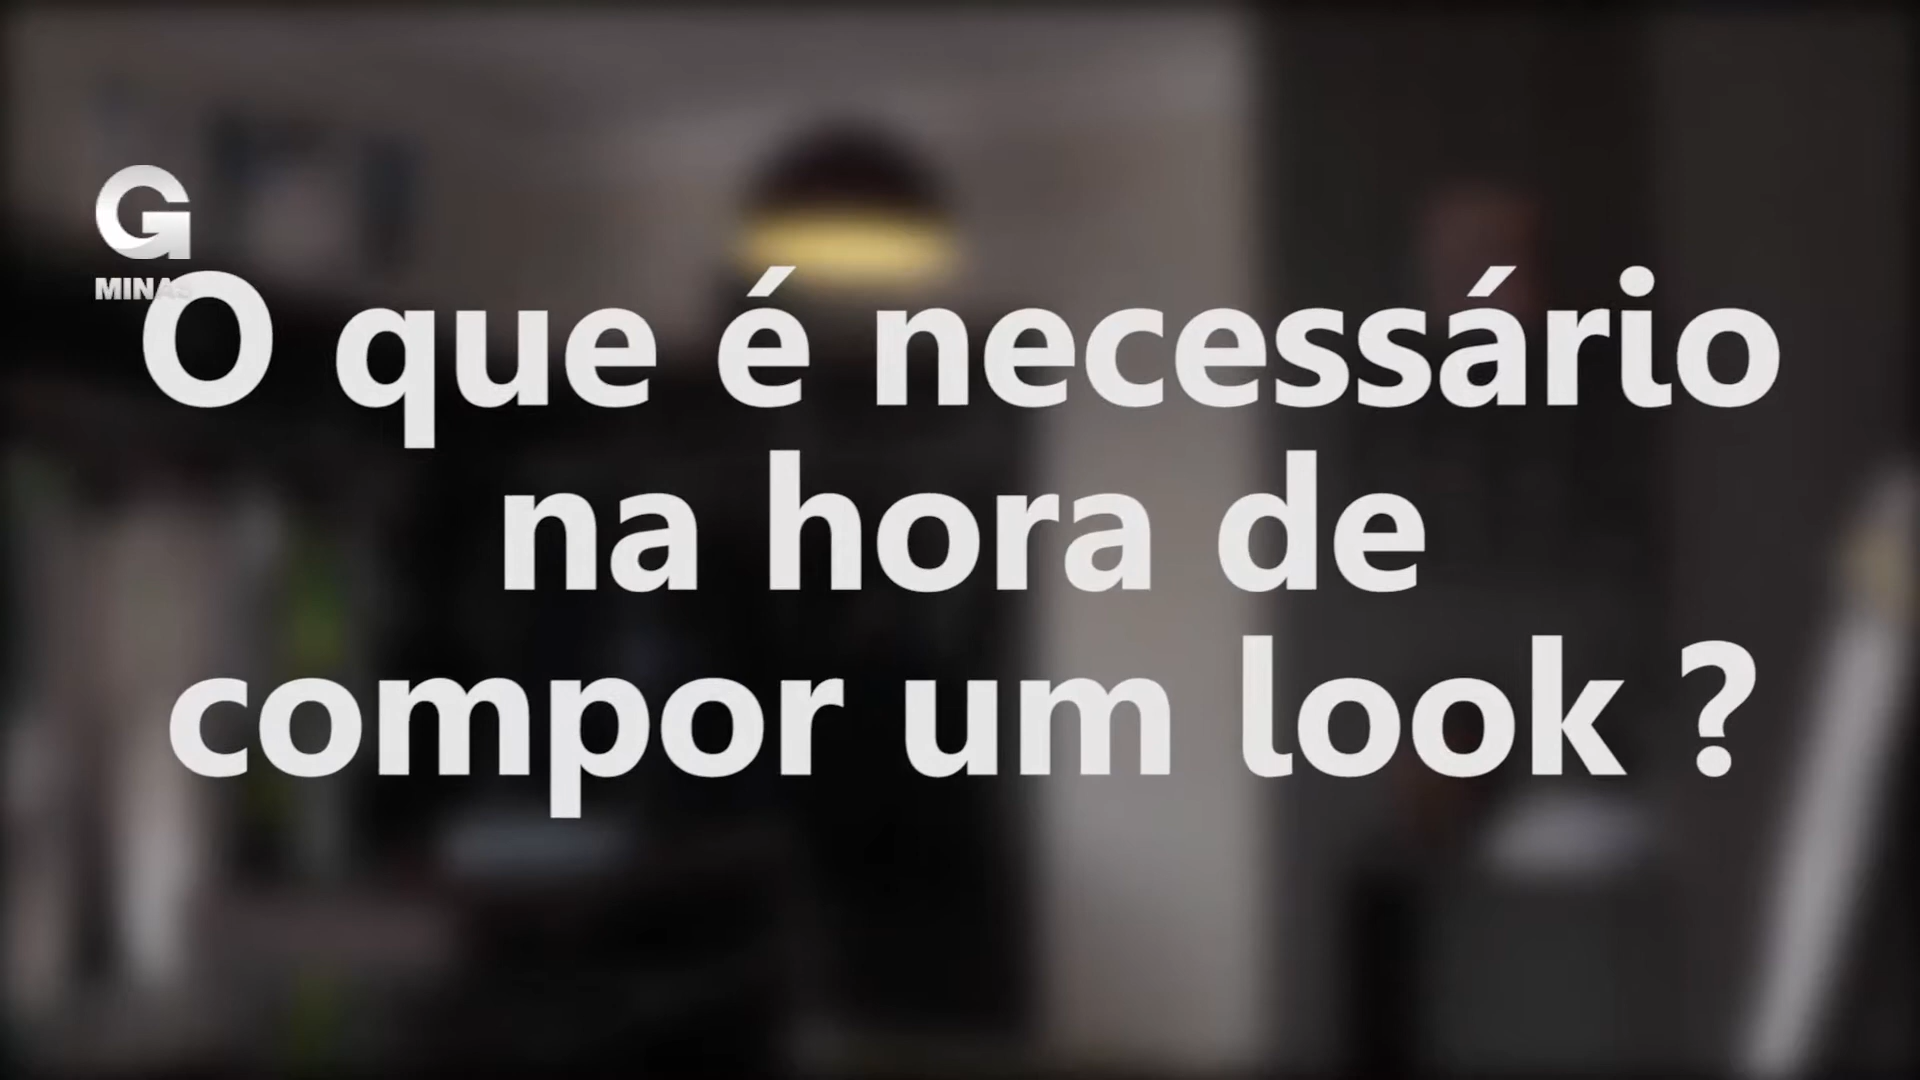 G
MINAS
O que é necessário
na hora de
compor um look ?